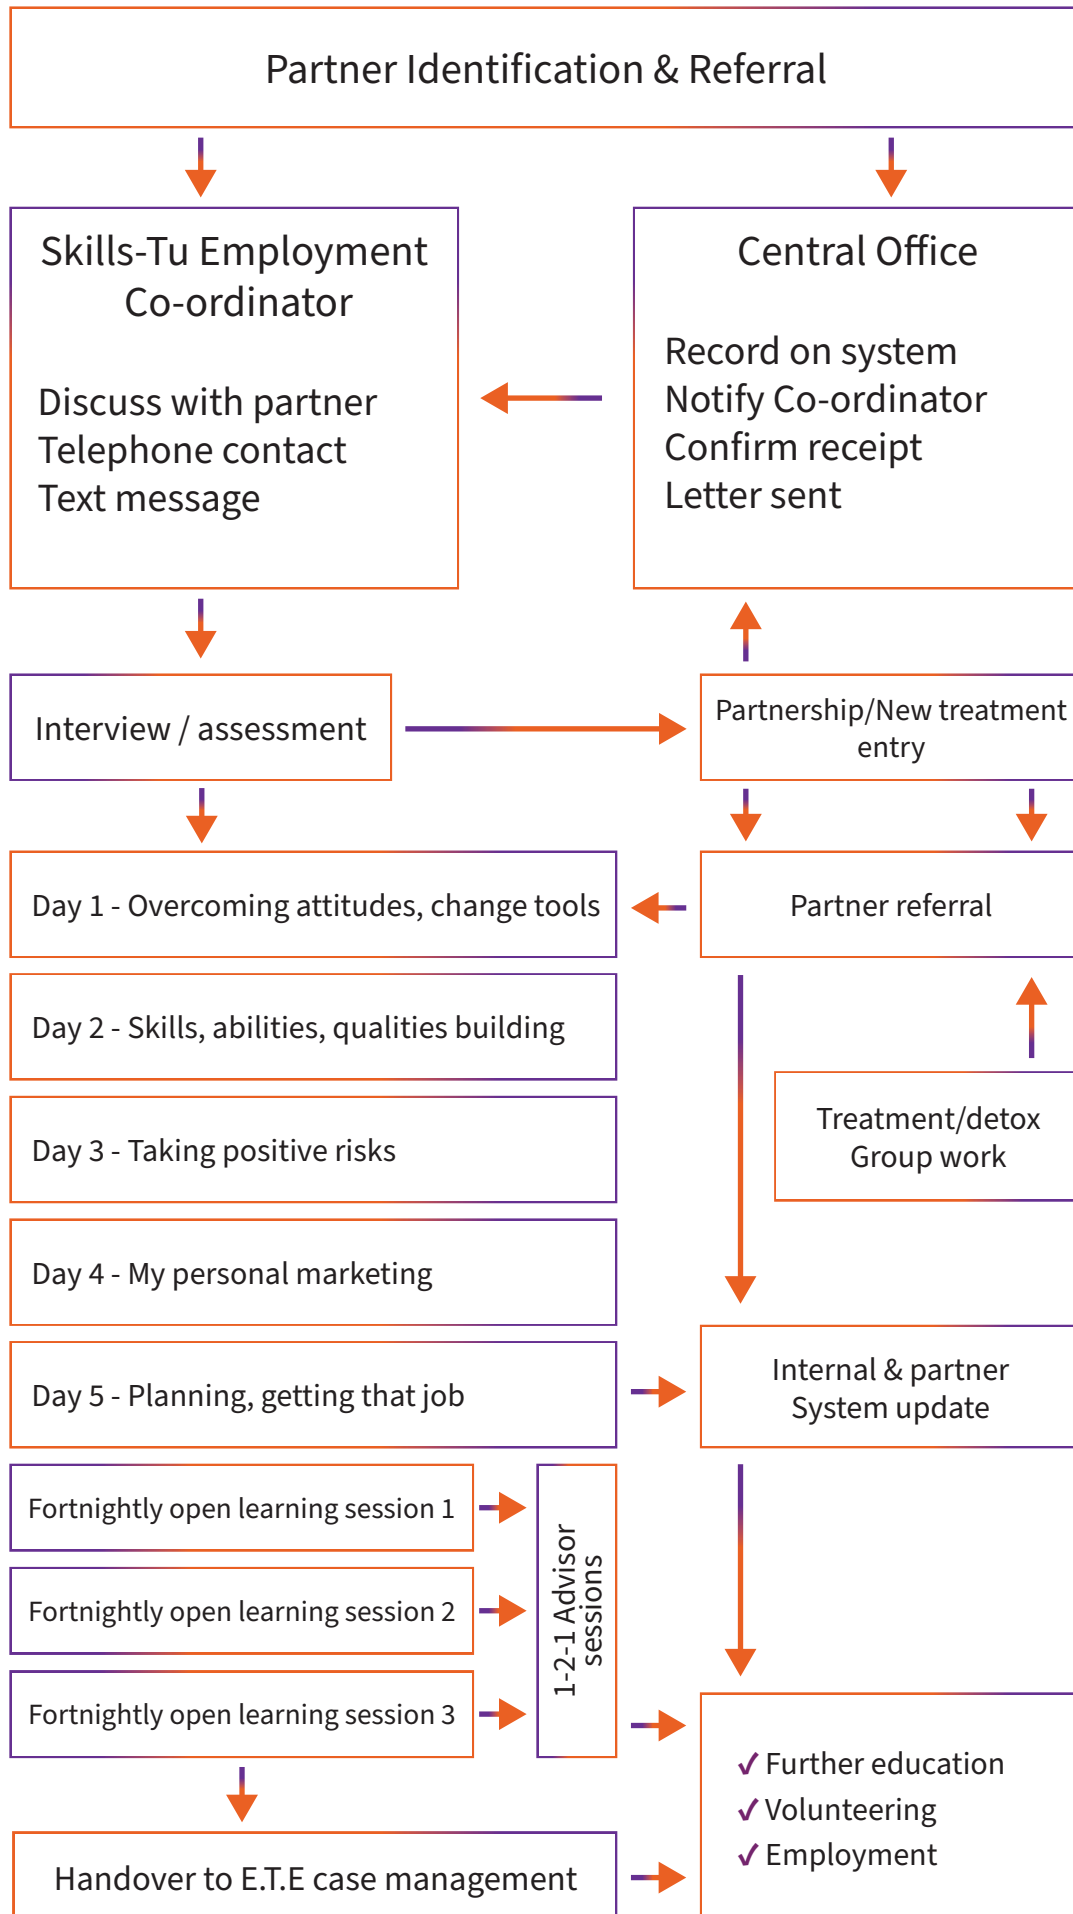 Partner Identification & Referral
Skills-Tu Employment
Co-ordinator
Discuss with partner
Telephone contact
Text message
Central Office
Record on system
Notify Co-ordinator
Confirm receipt
Letter sent
Interview / assessment
Partnership/New treatment
entry
Day 1 - Overcoming attitudes, change tools
Partner referral
Day 2 - Skills, abilities, qualities building
Treatment/detox
Group work
Day 3 - Taking positive risks
Day 4 - My personal marketing
Day 5 - Planning, getting that job
Internal & partner
System update
Fortnightly open learning session 1
Fortnightly open learning session 2
Fortnightly open learning session 3
1-2-1 Advisor
sessions
✓ Further education
✓ Volunteering
✓ Employment
Handover to E.T.E case management